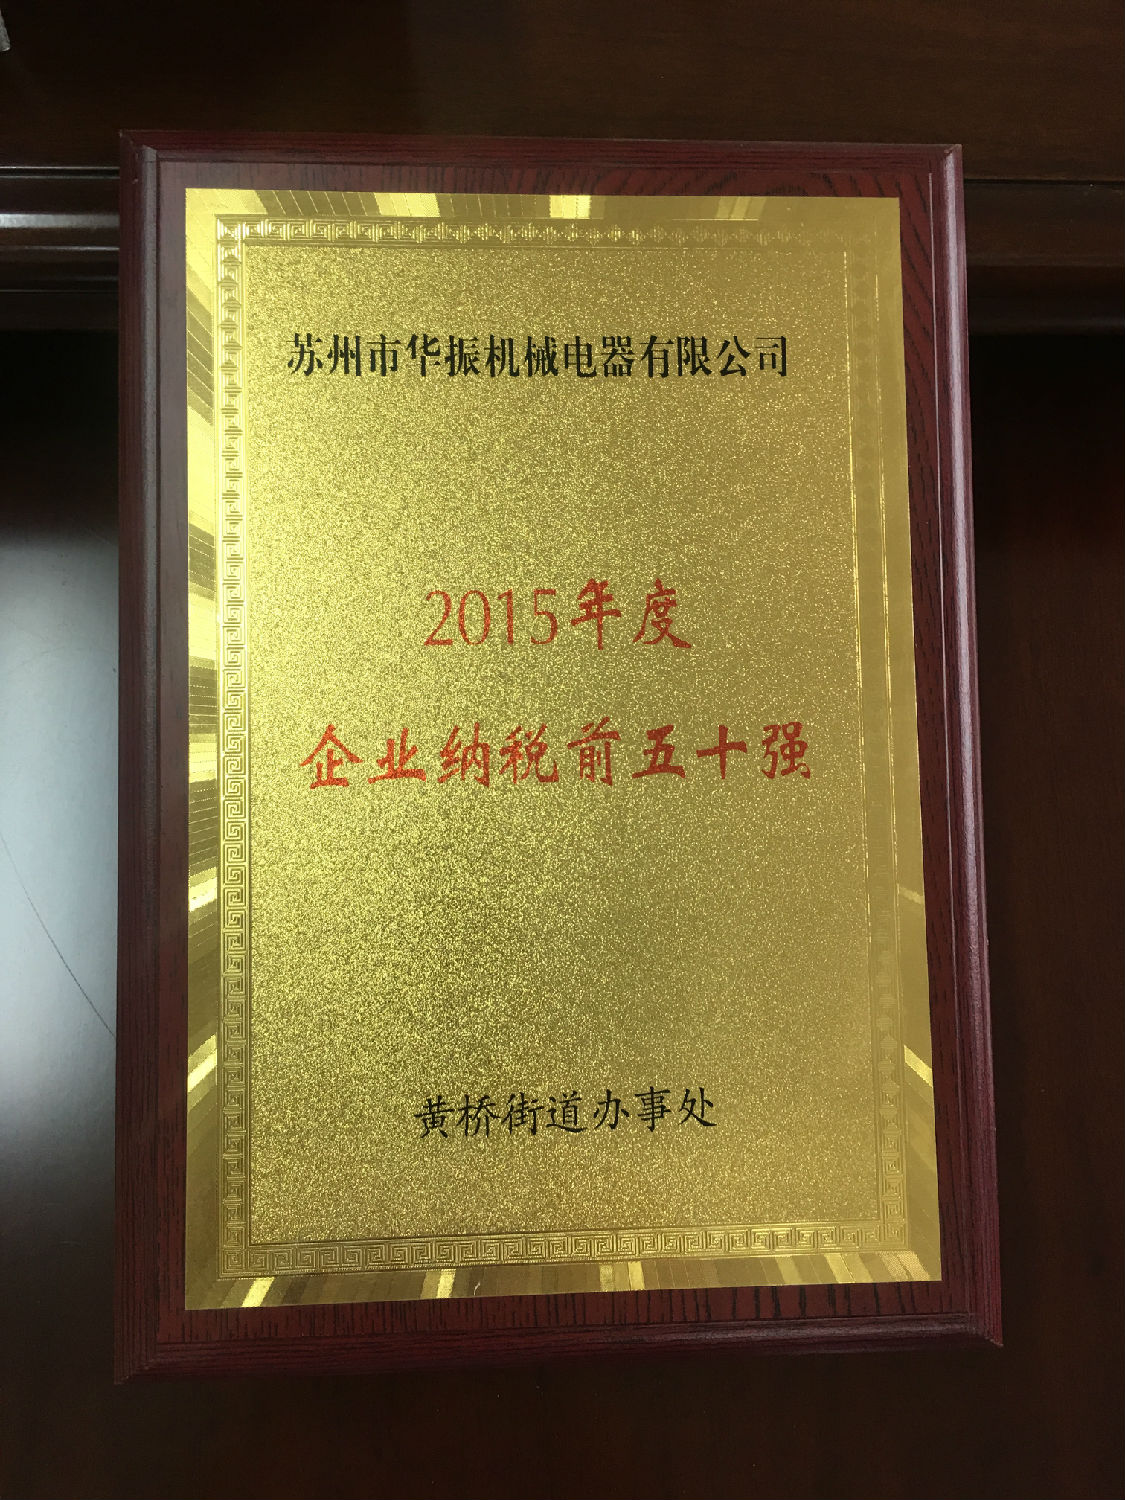 苏州市华振机械电器有限公司
2015年度
企业纳税前五十强
黄桥街道办事处